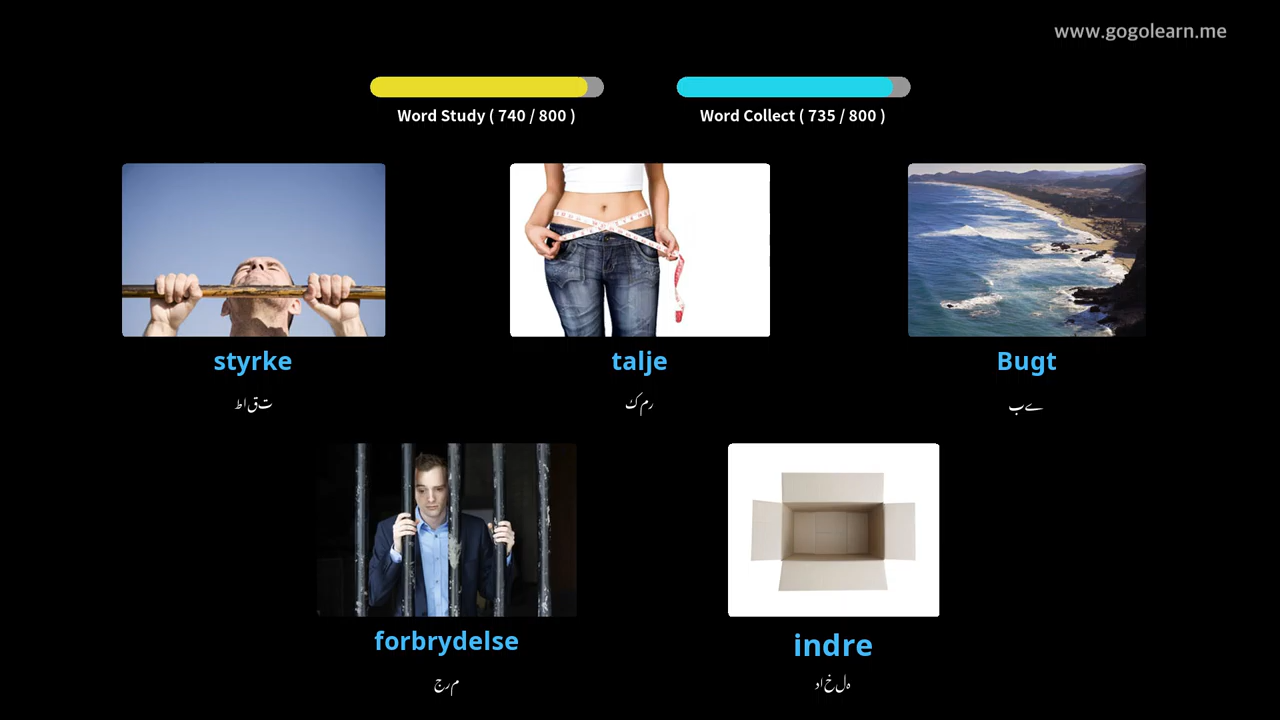 www.gogolearn.me
Word Study ( 740 / 800 )
Word Collect ( 735 / 800 )
styrke
talje
Bugt
طاقت
کمر
بے
forbrydelse
indre
جرم
داخلہ